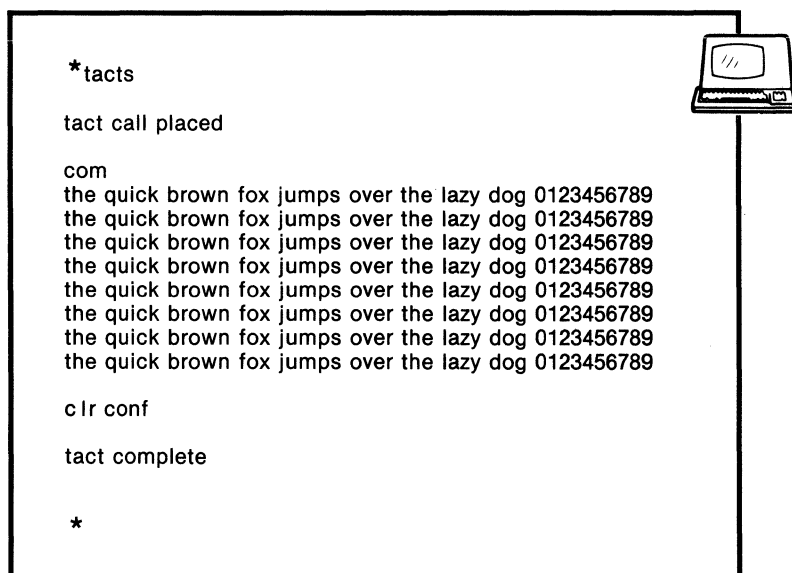 *tacts
tact call placed
com
the quick brown fox jumps over the lazy dog 0123456789
the quick brown fox jumps over the lazy dog 0123456789
the quick brown fox jumps over the lazy dog 0123456789
the quick brown fox jumps over the lazy dog 0123456789
the quick brown fox jumps over the lazy dog 0123456789
the quick brown fox jumps over the lazy dog 0123456789
the quick brown fox jumps over the lazy dog 0123456789
the quick brown fox jumps over the lazy dog 0123456789
clr conf
tact complete
*